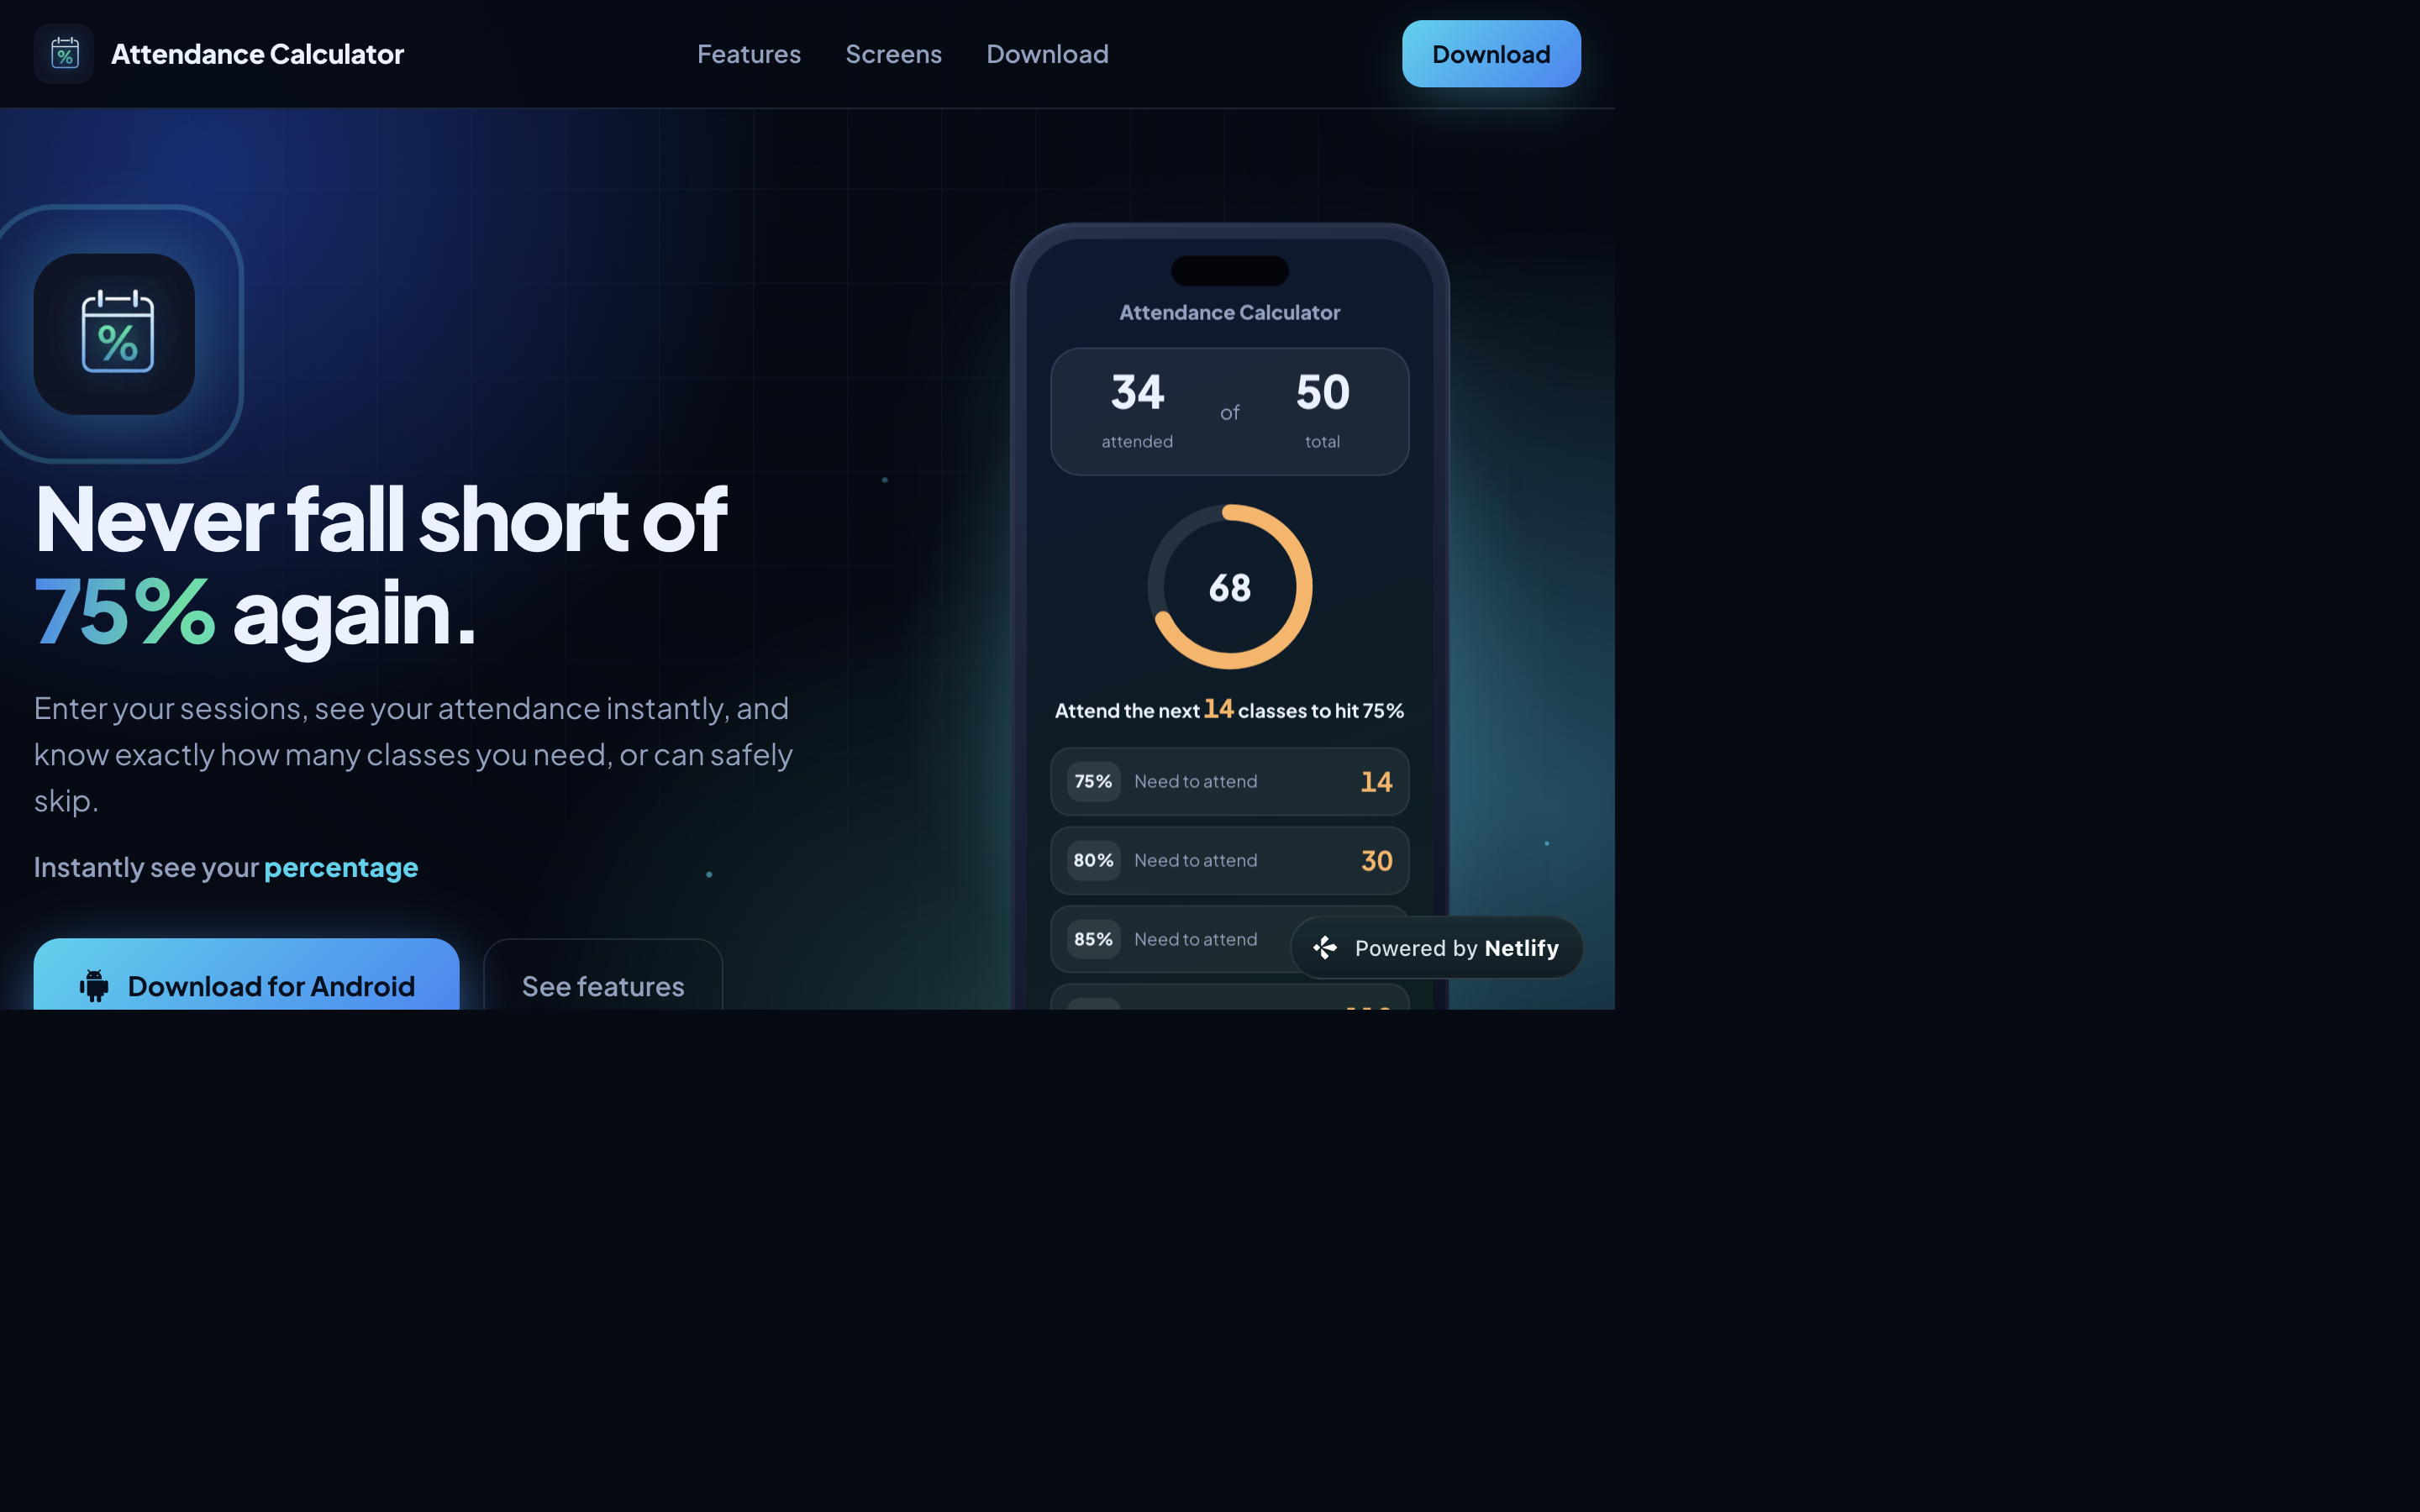 %
Attendance Calculator
Features
Screens
Download
Download
%
Never fall short of
75% again.
Enter your sessions, see your attendance instantly, and
know exactly how many classes you need, or can safely
skip.
Instantly see your percentage
Download for Android
See features
Attendance Calculator
34 of 50
attended total
68
Attend the next 14 classes to hit 75%
75% Need to attend 14
80% Need to attend 30
85% Need to attend
Powered by Netlify